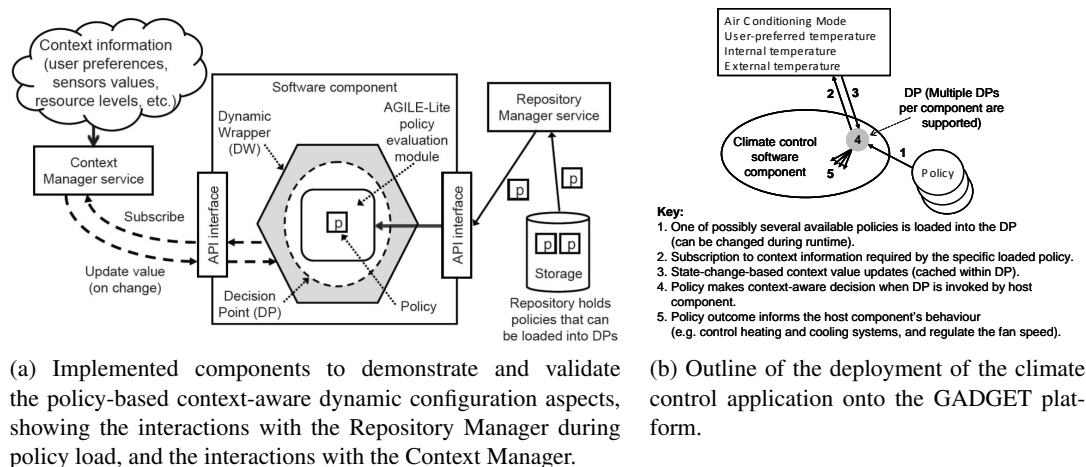 Context information
(user preferences,
sensors values,
resource levels, etc.)
Context
Manager service
Subscribe
Update value
(on change)
Software component
Dynamic
Wrapper
(DW)
AGILE-Lite
policy
evaluation
module
API interface
p
API interface
Decision
Point (DP)
Policy
Repository
Manager service
p
p
p p
Storage
Repository holds
policies that can
be loaded into DPs
(a) Implemented components to demonstrate and validate
the policy-based context-aware dynamic configuration aspects,
showing the interactions with the Repository Manager during
policy load, and the interactions with the Context Manager.
Air Conditioning Mode
User-preferred temperature
Internal temperature
External temperature
2 3
DP (Multiple DPs
per component are
supported)
4
Climate control
software
component
5
1
Policy
Key:
1. One of possibly several available policies is loaded into the DP
(can be changed during runtime).
2. Subscription to context information required by the specific loaded policy.
3. State-change-based context value updates (cached within DP).
4. Policy makes context-aware decision when DP is invoked by host
component.
5. Policy outcome informs the host component's behaviour
(e.g. control heating and cooling systems, and regulate the fan speed).
(b) Outline of the deployment of the climate
control application onto the GADGET plat-
form.